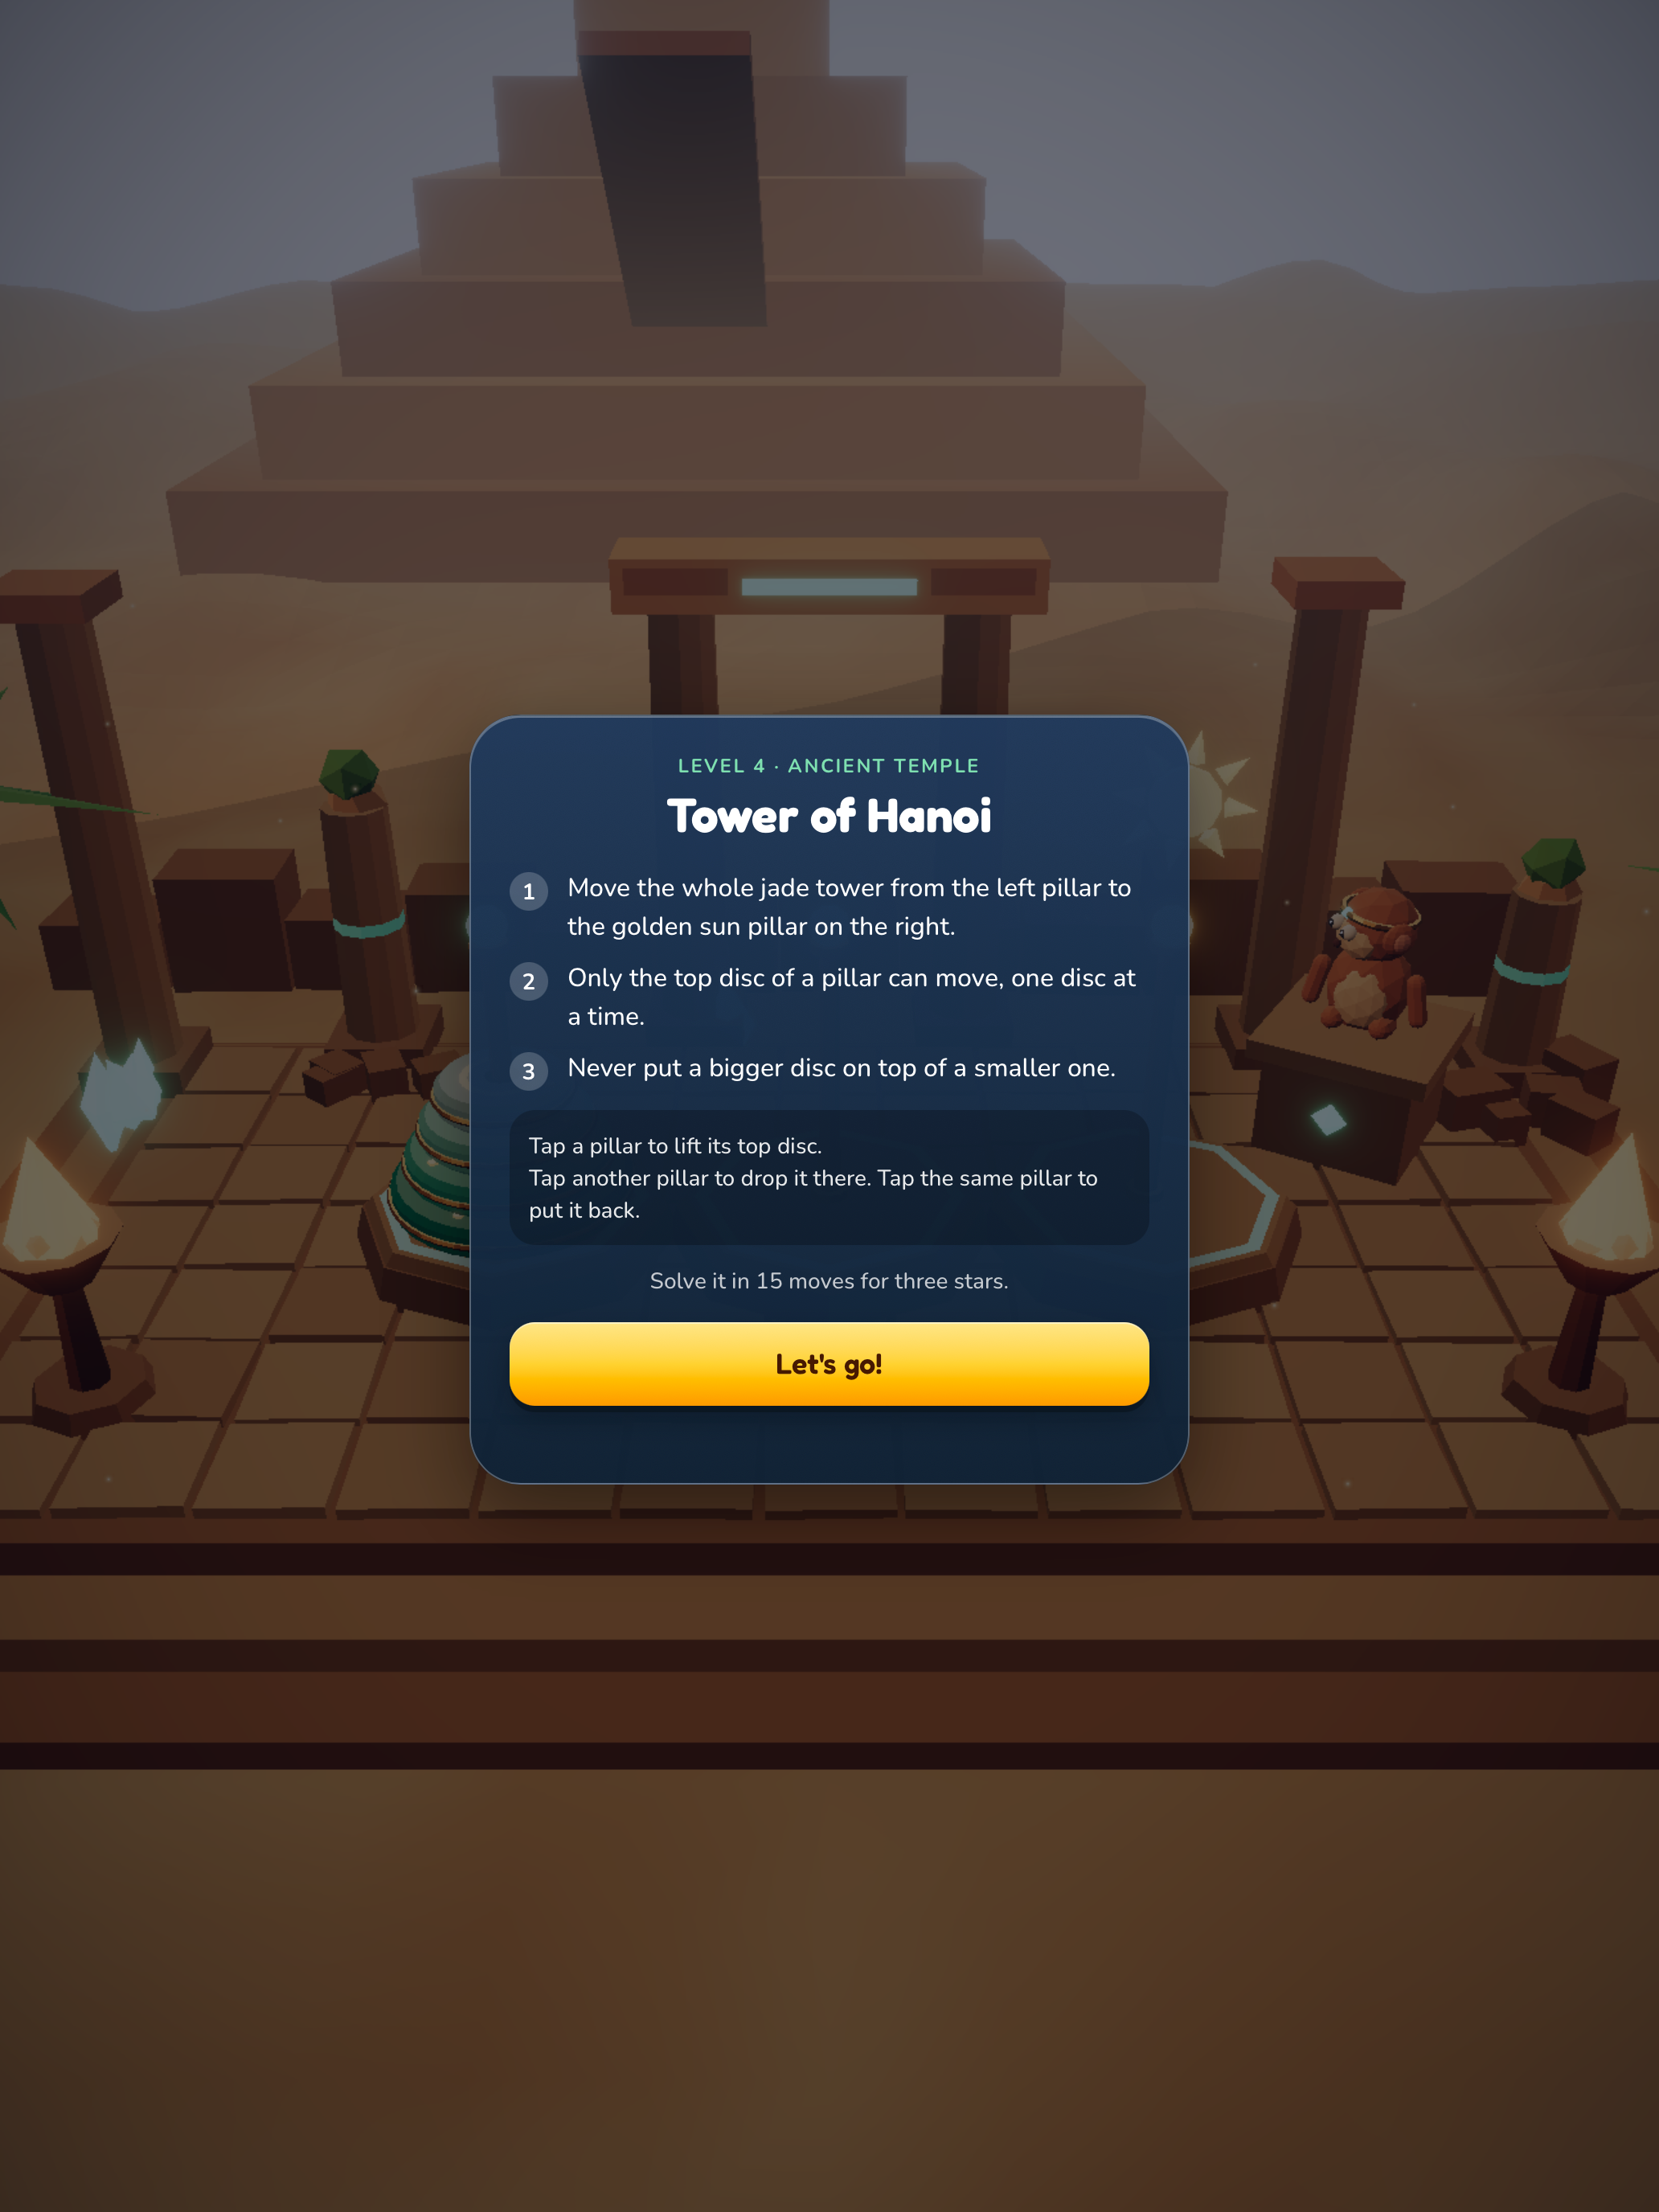 LEVEL 4 · ANCIENT TEMPLE
Tower of Hanoi
1 Move the whole jade tower from the left pillar to
the golden sun pillar on the right.
2 Only the top disc of a pillar can move, one disc at
a time.
3 Never put a bigger disc on top of a smaller one.
Tap a pillar to lift its top disc.
Tap another pillar to drop it there. Tap the same pillar to
put it back.
Solve it in 15 moves for three stars.
Let's go!